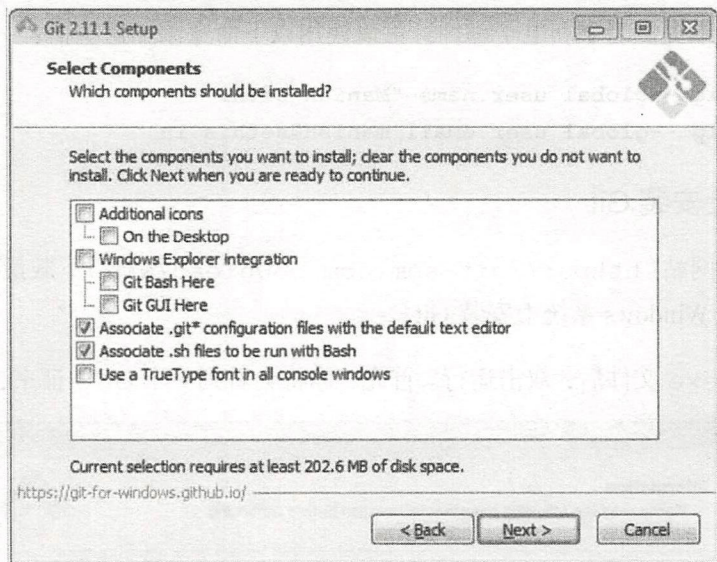 Git 2.11.1 Setup
Select Components
Which components should be installed?
Select the components you want to install; clear the components you do not want to
install. Click Next when you are ready to continue.
Additional icons
On the Desktop
Windows Explorer integration
Git Bash Here
Git GUI Here
Associate .git* configuration files with the default text editor
Associate .sh files to be run with Bash
Use a TrueType font in all console windows
Current selection requires at least 202.6 MB of disk space.
https://git-for-windows.github.io/
< Back
Next >
Cancel